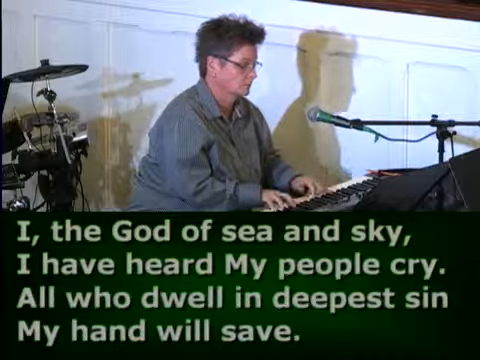 I, the God of sea and sky,
I have heard My people cry.
All who dwell in deepest sin
My hand will save.